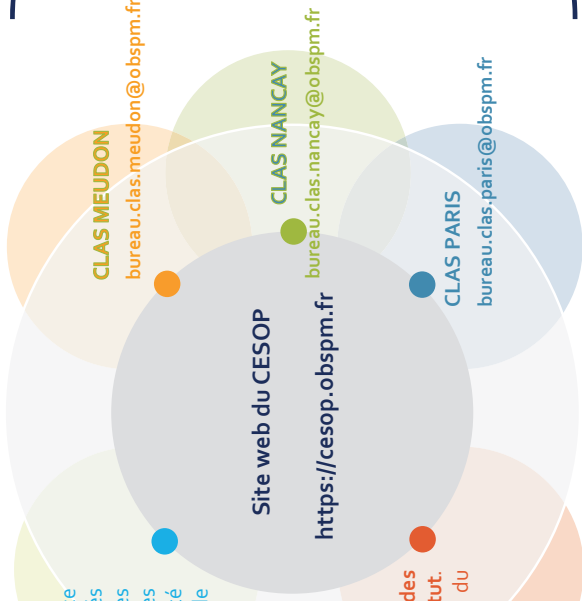 CLAS MEUDON
bureau.clas.meudon@obspm.fr
CLAS NANCAY
bureau.clas.nancay@obspm.fr
CLAS PARIS
bureau.clas.paris@obspm.fr
Site web du CESOP
https://cesop.obspm.fr
des
tut.
du